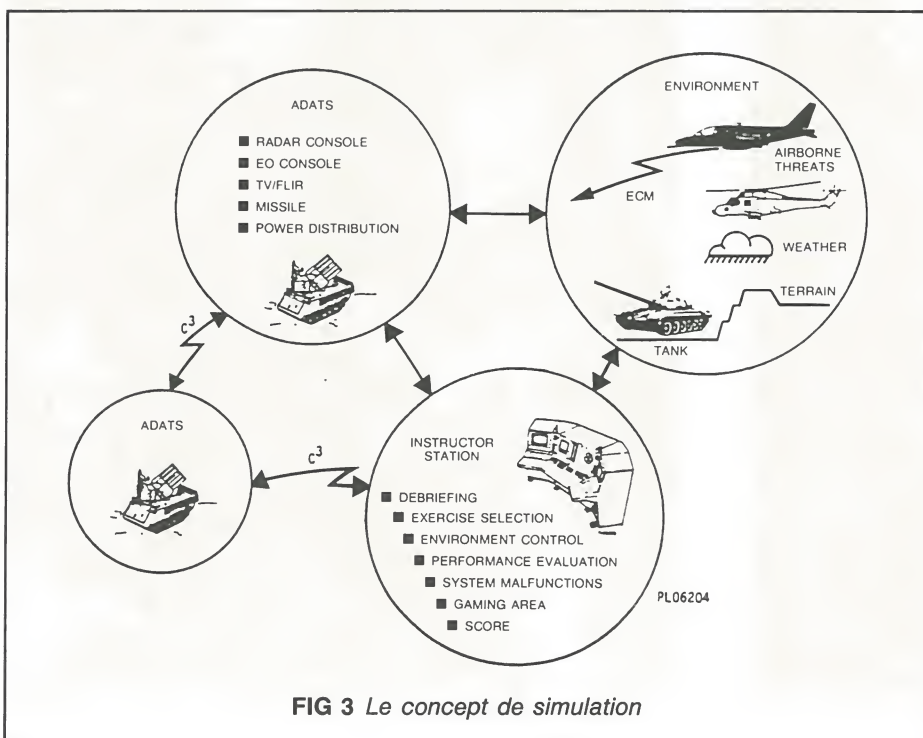 ADATS
■ RADAR CONSOLE
■ EO CONSOLE
■ TV/FLIR
■ MISSILE
■ POWER DISTRIBUTION
ENVIRONMENT
AIRBORNE
THREATS
ECM
WEATHER
TERRAIN
TANK
C³
ADATS
C³
INSTRUCTOR
STATION
■ DEBRIEFING
■ EXERCISE SELECTION
■ ENVIRONMENT CONTROL
■ PERFORMANCE EVALUATION
■ SYSTEM MALFUNCTIONS
■ GAMING AREA
■ SCORE
PL06204
FIG 3 Le concept de simulation